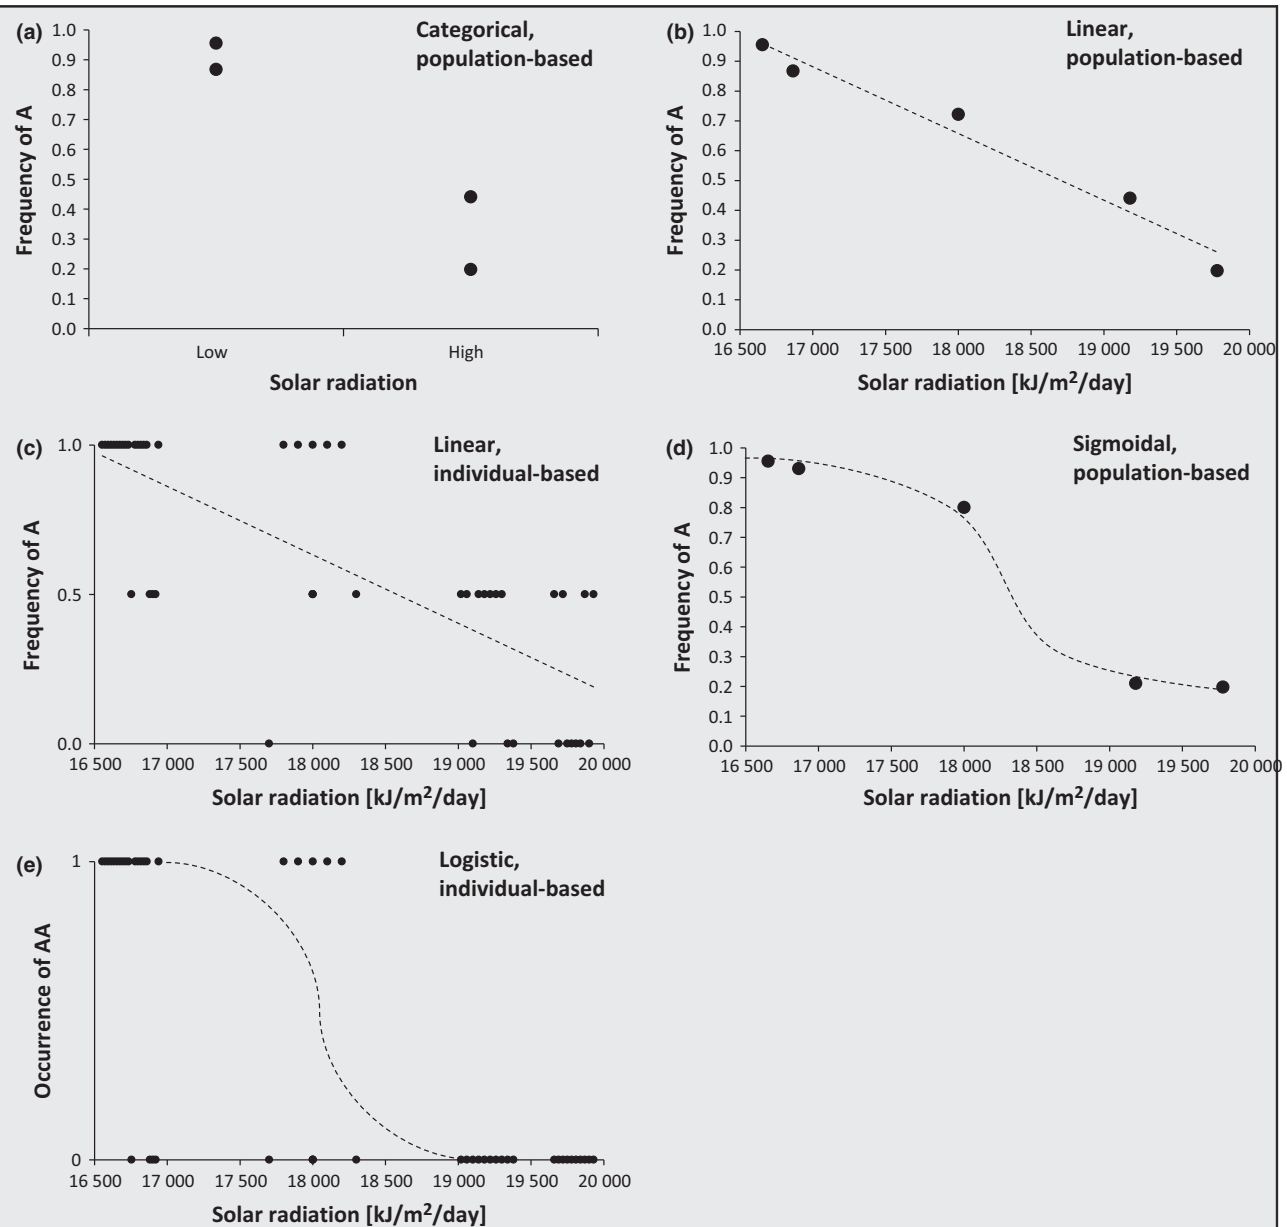 (a)
Categorical,
population-based
Frequency of A
1.0
0.9
0.8
0.7
0.6
0.5
0.4
0.3
0.2
0.1
0.0
Low High
Solar radiation
(b)
Linear,
population-based
Frequency of A
1.0
0.9
0.8
0.7
0.6
0.5
0.4
0.3
0.2
0.1
0.0
16 500 17 000 17 500 18 000 18 500 19 000 19 500 20 000
Solar radiation [kJ/m²/day]
(c)
Linear,
individual-based
Frequency of A
1.0
0.5
0.0
16 500 17 000 17 500 18 000 18 500 19 000 19 500 20 000
Solar radiation [kJ/m²/day]
(d)
Sigmoidal,
population-based
Frequency of A
1.0
0.9
0.8
0.7
0.6
0.5
0.4
0.3
0.2
0.1
0.0
16 500 17 000 17 500 18 000 18 500 19 000 19 500 20 000
Solar radiation [kJ/m²/day]
(e)
Logistic,
individual-based
Occurrence of AA
1
0
16 500 17 000 17 500 18 000 18 500 19 000 19 500 20 000
Solar radiation [kJ/m²/day]